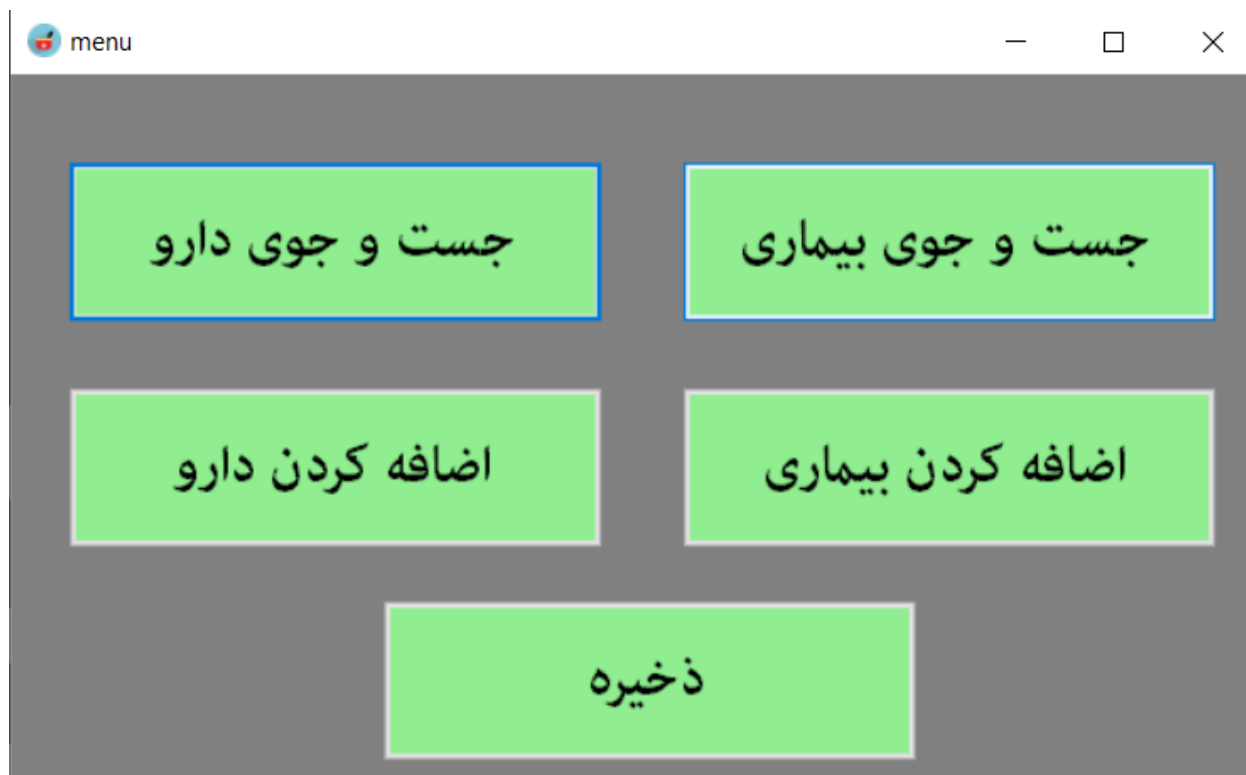 menu
جست و جوی بیماری
جست و جوی دارو
اضافه کردن بیماری
اضافه کردن دارو
ذخیره